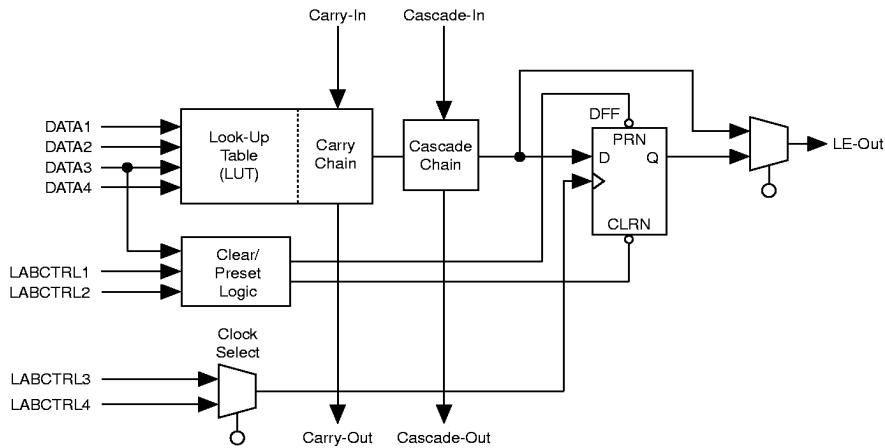 Carry-In
Cascade-In
DATA1
DATA2
DATA3
DATA4
Look-Up
Table
(LUT)
Carry
Chain
Cascade
Chain
DFF
PRN
D
Q
CLRN
LE-Out
LABCTRL1
LABCTRL2
Clear/
Preset
Logic
Clock
Select
LABCTRL3
LABCTRL4
Carry-Out
Cascade-Out